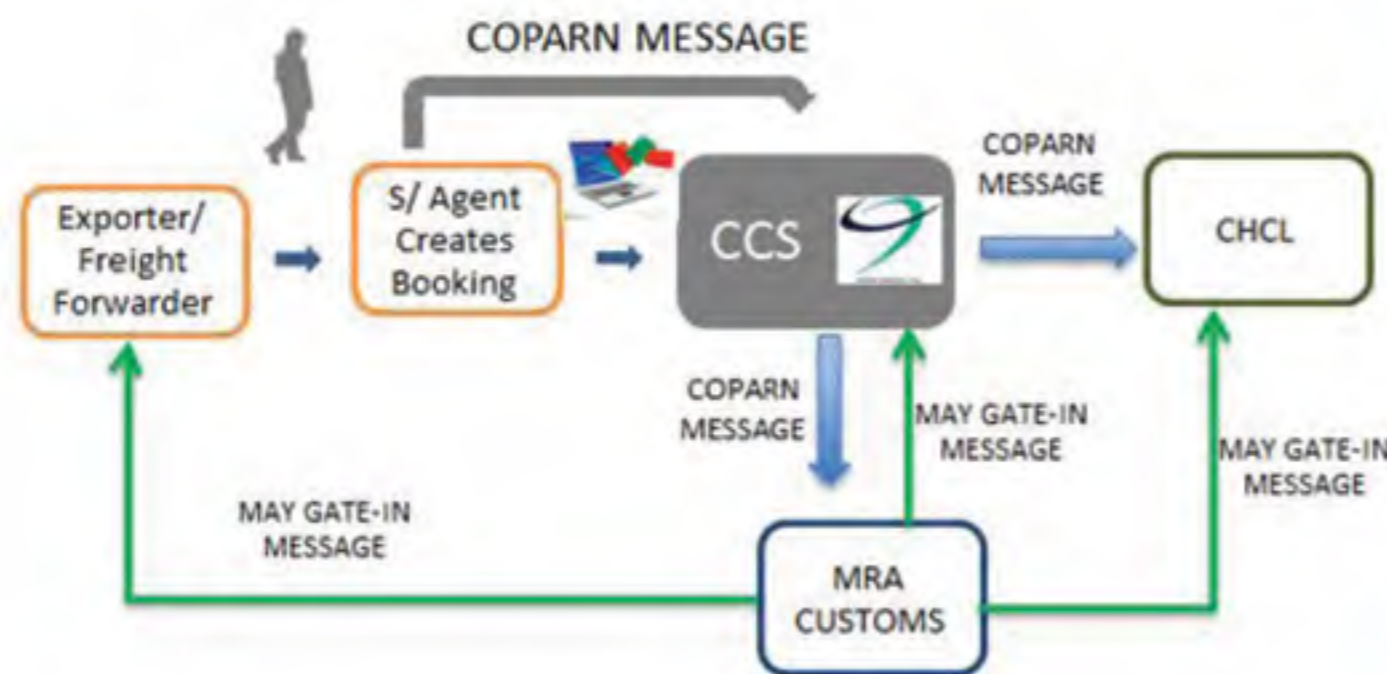 COPARN MESSAGE
Exporter/
Freight
Forwarder
S/ Agent
Creates
Booking
CCS
COPARN
MESSAGE
CHCL
COPARN
MESSAGE
MAY GATE-IN
MESSAGE
MAY GATE-IN
MESSAGE
MAY GATE-IN
MESSAGE
MRA
CUSTOMS